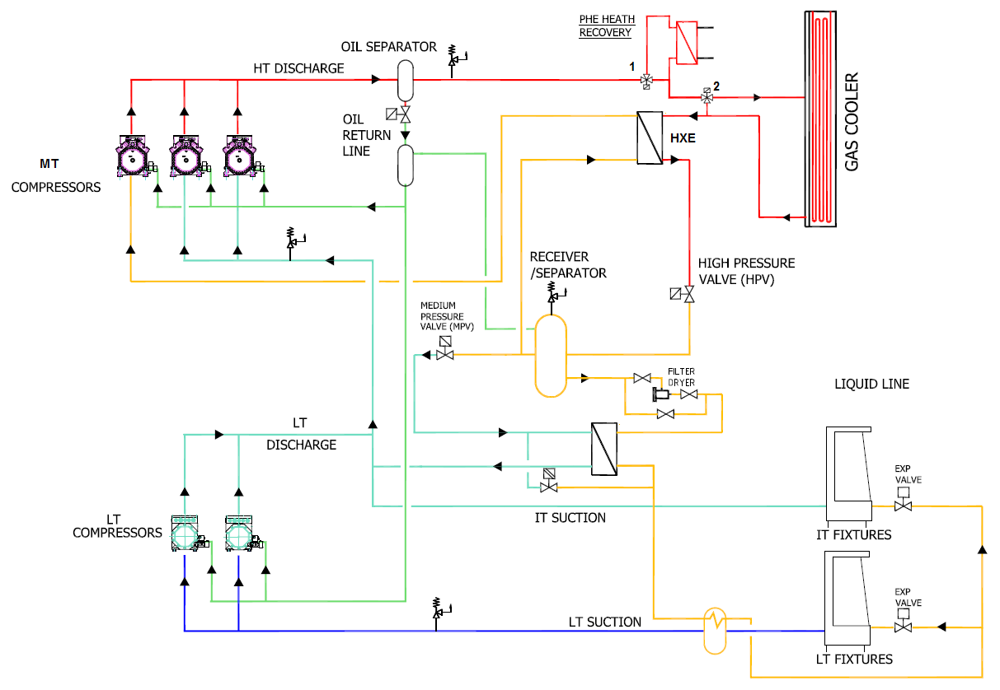 PHE HEATH
RECOVERY
OIL SEPARATOR
HT DISCHARGE
1
2
OIL
RETURN
LINE
HXE
GAS COOLER
MT
COMPRESSORS
RECEIVER
/SEPARATOR
HIGH PRESSURE
VALVE (HPV)
MEDIUM
PRESSURE
VALVE (MPV)
FILTER
DRYER
LIQUID LINE
LT
DISCHARGE
EXP
VALVE
LT
COMPRESSORS
IT SUCTION
IT FIXTURES
EXP
VALVE
LT SUCTION
LT FIXTURES